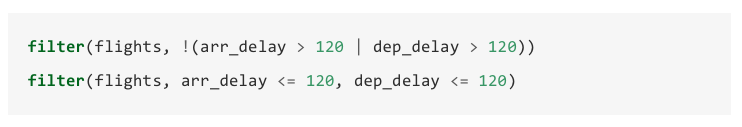 filter(flights, !(arr_delay > 120 | dep_delay > 120))
filter(flights, arr_delay <= 120, dep_delay <= 120)